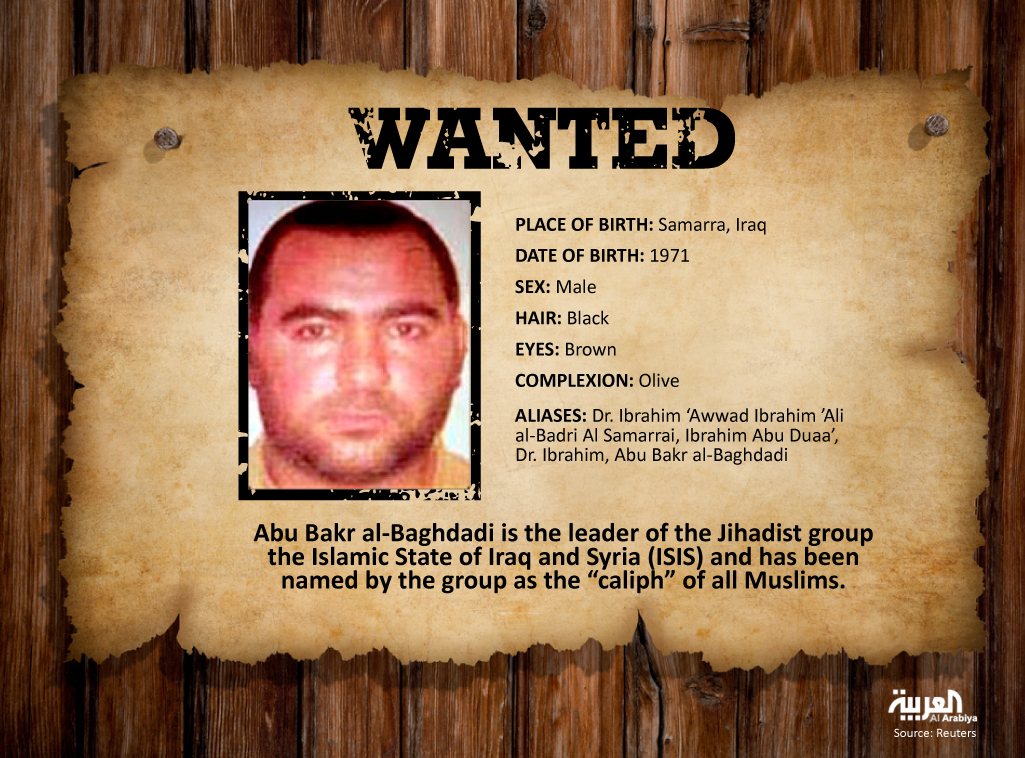 WANTED
PLACE OF BIRTH: Samarra, Iraq
DATE OF BIRTH: 1971
SEX: Male
HAIR: Black
EYES: Brown
COMPLEXION: Olive
ALIASES: Dr. Ibrahim ‘Awwad Ibrahim ’Ali
al-Badri Al Samarrai, Ibrahim Abu Duaa’,
Dr. Ibrahim, Abu Bakr al-Baghdadi
Abu Bakr al-Baghdadi is the leader of the Jihadist group
the Islamic State of Iraq and Syria (ISIS) and has been
named by the group as the “caliph” of all Muslims.
العربية
Al Arabiya
Source: Reuters